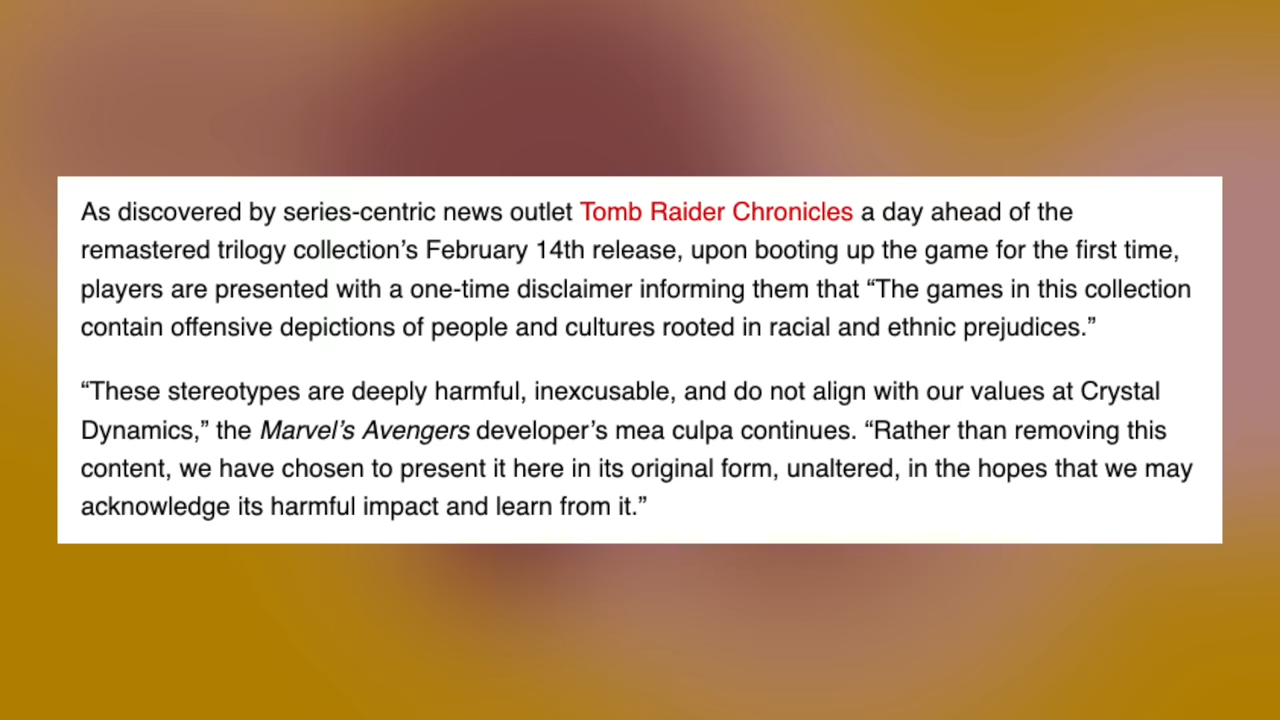 As discovered by series-centric news outlet Tomb Raider Chronicles a day ahead of the
remastered trilogy collection’s February 14th release, upon booting up the game for the first time,
players are presented with a one-time disclaimer informing them that “The games in this collection
contain offensive depictions of people and cultures rooted in racial and ethnic prejudices.”
“These stereotypes are deeply harmful, inexcusable, and do not align with our values at Crystal
Dynamics,” the Marvel’s Avengers developer’s mea culpa continues. “Rather than removing this
content, we have chosen to present it here in its original form, unaltered, in the hopes that we may
acknowledge its harmful impact and learn from it.”